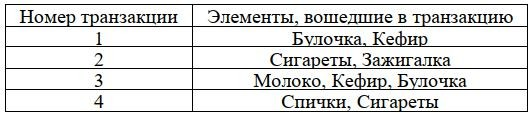 Номер транзакции Элементы, вошедшие в транзакцию
1 Булочка, Кефир
2 Сигареты, Зажигалка
3 Молоко, Кефир, Булочка
4 Спички, Сигареты